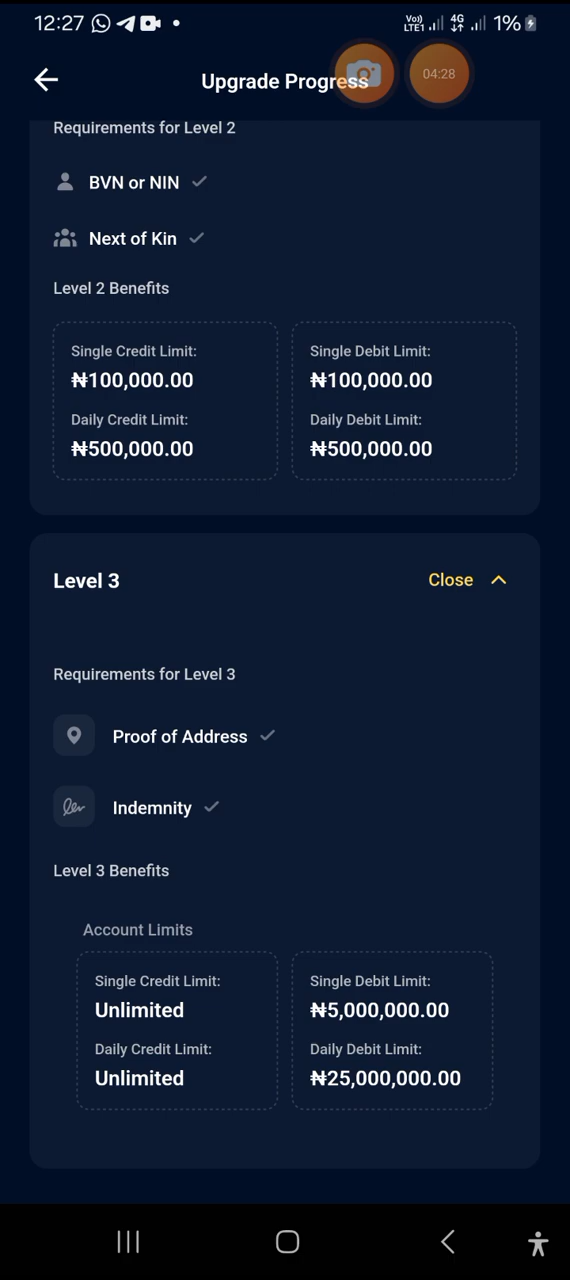 12:27 Vo) LTE1 4G 1%
Upgrade Progress 04:28
Requirements for Level 2
BVN or NIN
Next of Kin
Level 2 Benefits
Single Credit Limit: Single Debit Limit:
₦100,000.00 ₦100,000.00
Daily Credit Limit: Daily Debit Limit:
₦500,000.00 ₦500,000.00
Level 3 Close
Requirements for Level 3
Proof of Address
Indemnity
Level 3 Benefits
Account Limits
Single Credit Limit: Single Debit Limit:
Unlimited ₦5,000,000.00
Daily Credit Limit: Daily Debit Limit:
Unlimited ₦25,000,000.00